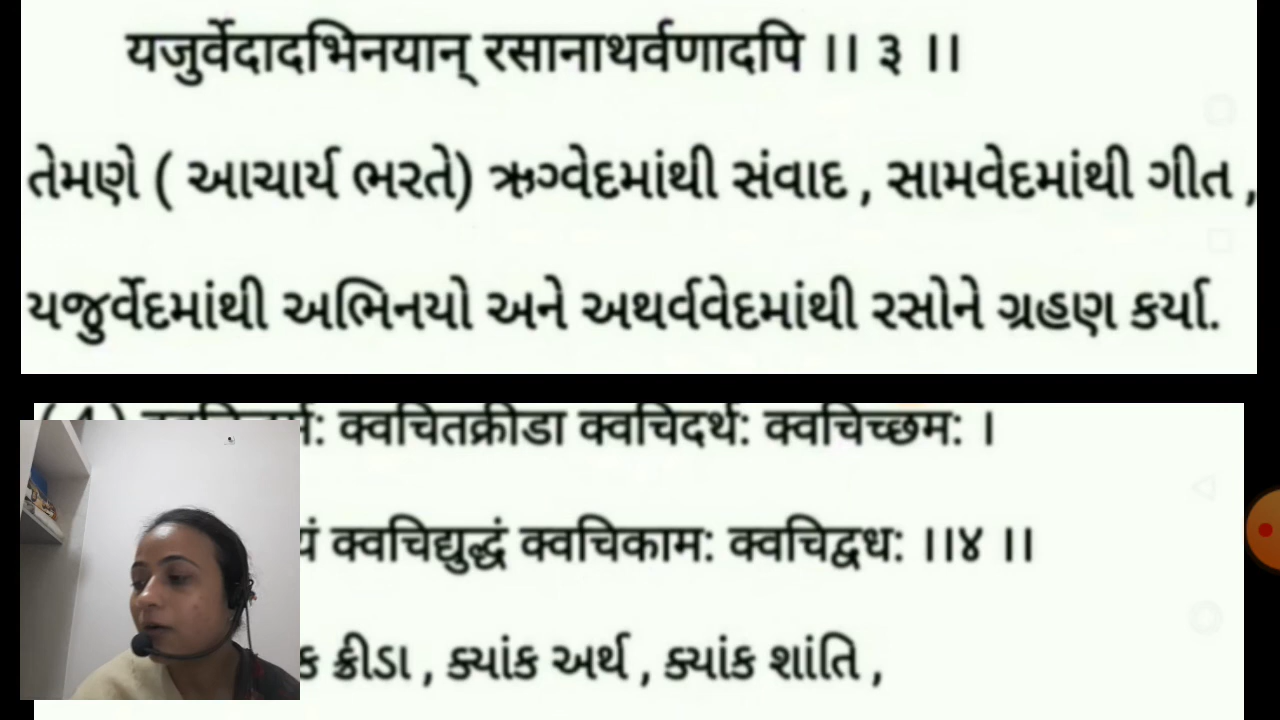 यजुर्वेदादभिनयान् रसानाथर्वणादपि ।। ३ ।।
તેમણે ( આચાર્ય ભરતે) ઋગ્વેદમાંથી સંવાદ , સામવેદમાંથી ગીત ,
યજુર્વેદમાંથી અભિનયો અને અથર્વવેદમાંથી રસોને ગ્રહણ કર્યા.
क्वचितक्रीडा क्वचिदर्थः क्वचिच्छमः ।
क्वचिद्युद्धं क्वचिकामः क्वचिद्वधः ।।४ ।।
ક્રીડા , ક્યાંક અર્થ , ક્યાંક શાંતિ ,